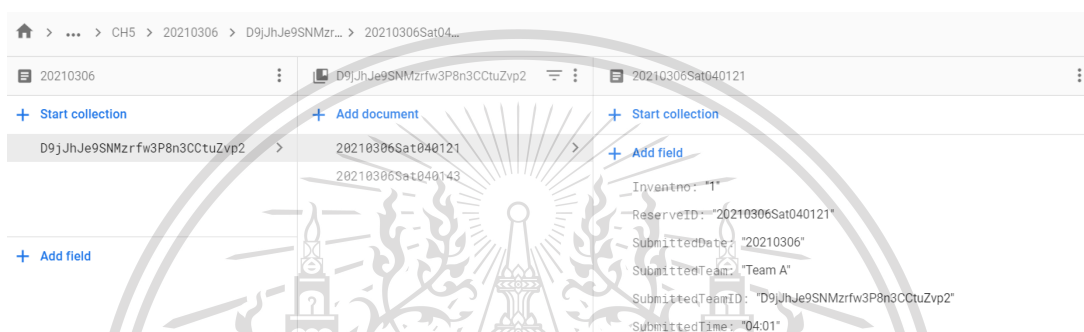 ... > CH5 > 20210306 > D9jJhJe9SNMzr... > 20210306Sat04...
20210306
Start collection
D9jJhJe9SNMzrfw3P8n3CCtuZvp2
Add field
D9jJhJe9SNMzrfw3P8n3CCtuZvp2
Add document
20210306Sat040121
20210306Sat040143
20210306Sat040121
Start collection
Add field
Inventno: "1"
ReserveID: "20210306Sat040121"
SubmittedDate: "20210306"
SubmittedTeam: "Team A"
SubmittedTeamID: "D9jJhJe9SNMzrfw3P8n3CCtuZvp2"
SubmittedTime: "04:01"